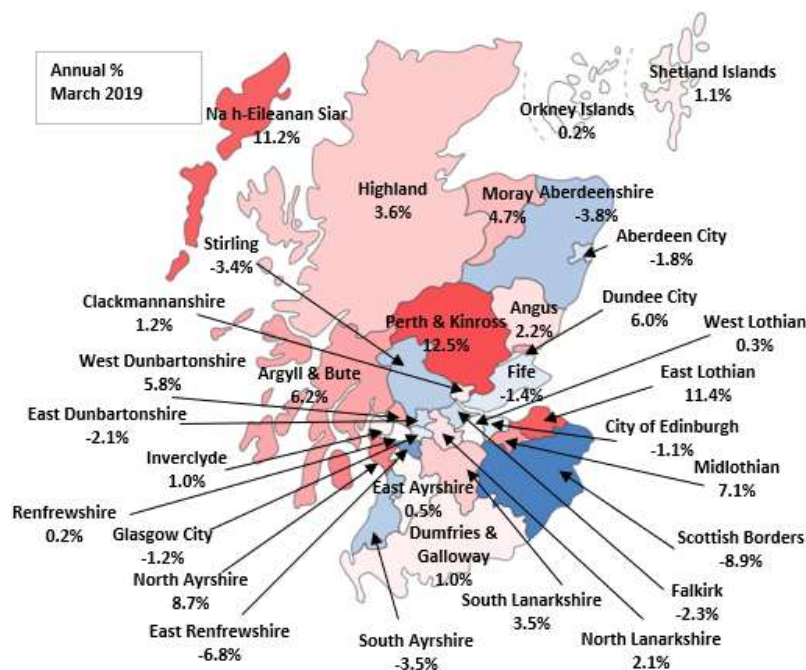 Annual %
March 2019
Shetland Islands
1.1%
Na h-Eileanan Siar
11.2%
Orkney Islands
0.2%
Highland
3.6%
Moray
4.7%
Aberdeenshire
-3.8%
Stirling
-3.4%
Aberdeen City
-1.8%
Clackmannanshire
1.2%
Perth & Kinross
12.5%
Angus
2.2%
Dundee City
6.0%
West Lothian
0.3%
West Dunbartonshire
5.8%
Argyll & Bute
6.2%
Fife
-1.4%
East Lothian
11.4%
East Dunbartonshire
-2.1%
City of Edinburgh
-1.1%
Inverclyde
1.0%
Midlothian
7.1%
East Ayrshire
0.5%
Renfrewshire
0.2%
Glasgow City
-1.2%
Dumfries &
Galloway
1.0%
Scottish Borders
-8.9%
North Ayrshire
8.7%
Falkirk
-2.3%
South Lanarkshire
3.5%
East Renfrewshire
-6.8%
South Ayrshire
-3.5%
North Lanarkshire
2.1%